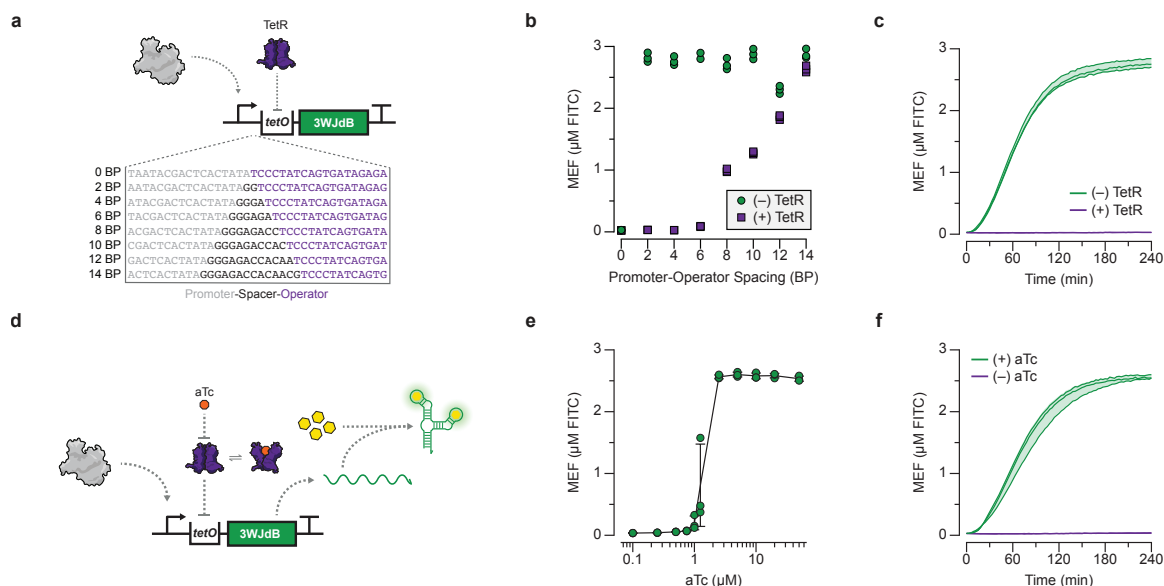 a
TetR
tetO
3WJdB
0 BP TAATACGACTCACTATATCCCTATCAGTGATAGAGA
2 BP AATACGACTCACTATAGGTCCCTATCAGTGATAGAG
4 BP TACGACTCACTATAGGGATCCCTATCAGTGATAGA
6 BP TACGACTCACTATAGGGAGATCCCTATCAGTGATAG
8 BP ACGACTCACTATAGGGAGACCTCCCTATCAGTGATA
10 BP CGACTCACTATAGGGAGACCACTCCCTATCAGTGAT
12 BP GACTCACTATAGGGAGACCACAATCCCTATCAGTGA
14 BP ACTCACTATAGGGAGACCACAACGTCCCTATCAGTG
Promoter-Spacer-Operator
b
MEF (µM FITC)
3
2
1
0
(–) TetR
(+) TetR
0 2 4 6 8 10 12 14
Promoter-Operator Spacing (BP)
c
MEF (µM FITC)
3
2
1
0
(–) TetR
(+) TetR
0 60 120 180 240
Time (min)
d
aTc
tetO
3WJdB
e
MEF (µM FITC)
3
2
1
0
0.1 1 10
aTc (µM)
f
MEF (µM FITC)
3
2
1
0
(+) aTc
(–) aTc
0 60 120 180 240
Time (min)